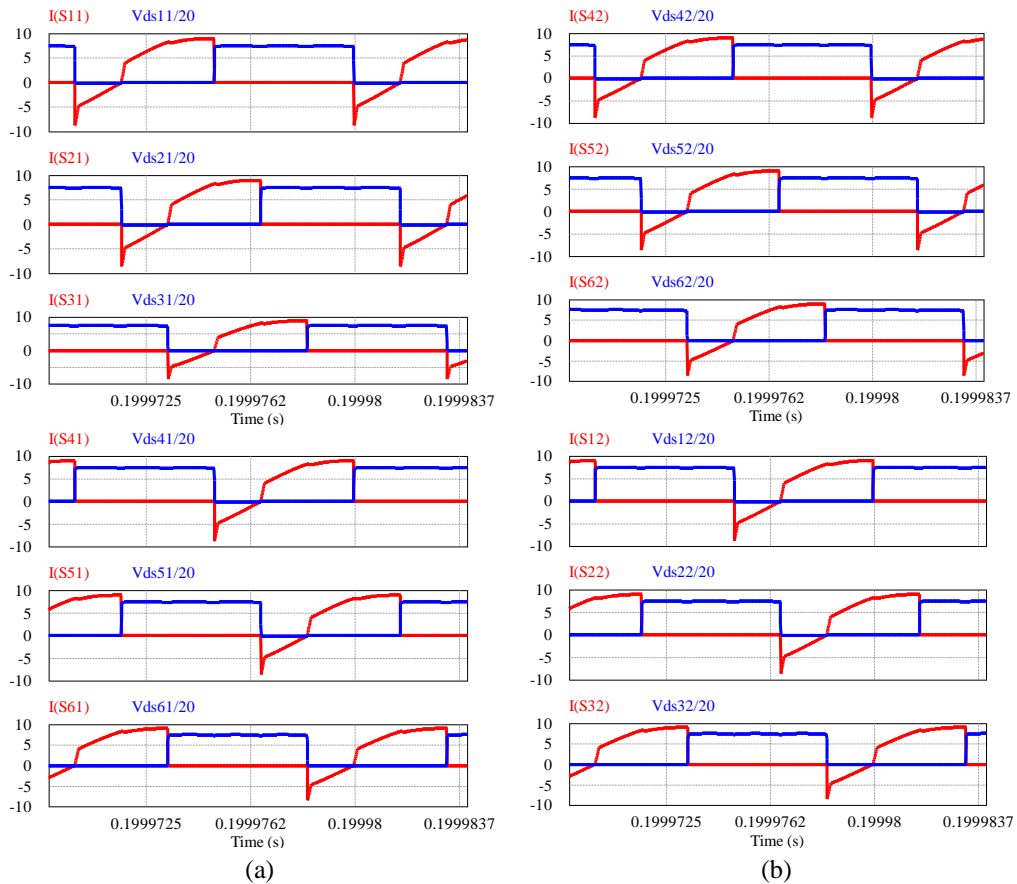 I(S11) Vds11/20
10
5
0
-5
-10
I(S21) Vds21/20
10
5
0
-5
-10
I(S31) Vds31/20
10
5
0
-5
-10
0.1999725 0.1999762 0.19998 0.1999837
Time (s)
I(S41) Vds41/20
10
5
0
-5
-10
I(S51) Vds51/20
10
5
0
-5
-10
I(S61) Vds61/20
10
5
0
-5
-10
0.1999725 0.1999762 0.19998 0.1999837
Time (s)
(a)
I(S42) Vds42/20
10
5
0
-5
-10
I(S52) Vds52/20
10
5
0
-5
-10
I(S62) Vds62/20
10
5
0
-5
-10
0.1999725 0.1999762 0.19998 0.1999837
Time (s)
I(S12) Vds12/20
10
5
0
-5
-10
I(S22) Vds22/20
10
5
0
-5
-10
I(S32) Vds32/20
10
5
0
-5
-10
0.1999725 0.1999762 0.19998 0.1999837
Time (s)
(b)